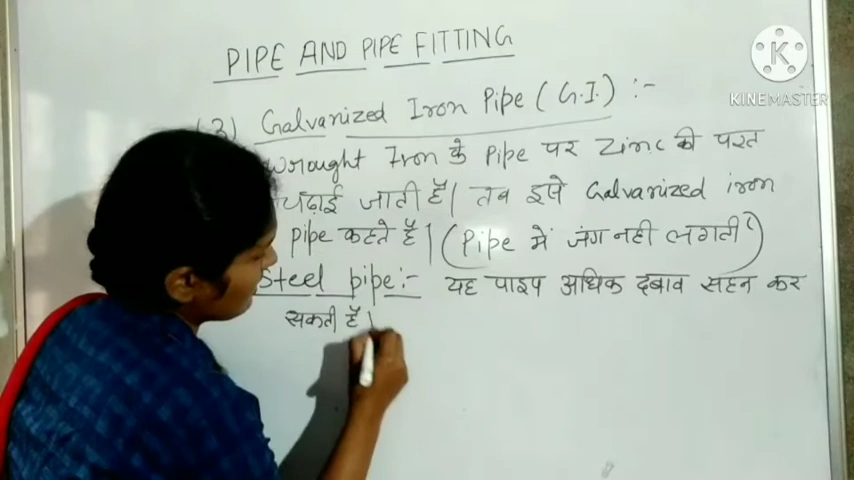 PIPE AND PIPE FITTING
KINEMASTER
(3) Galvanized Iron Pipe (G.I.) :-
wrought Iron के Pipe पर Zinc की परत
चढ़ाई जाती है| तब इसे Galvanized iron
pipe कहते है| (Pipe में जंग नही लगती)
Steel pipe:- यह पाइप अधिक दबाव सहन कर
सकती है|